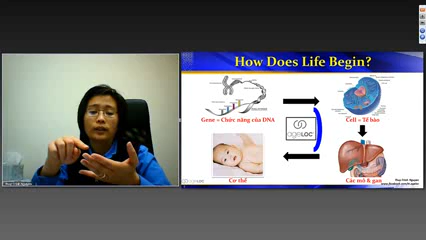 How Does Life Begin?
Gene = Chức năng của DNA
Cell = Tế bào
ageLOC
Cơ thể
Các mô & gan